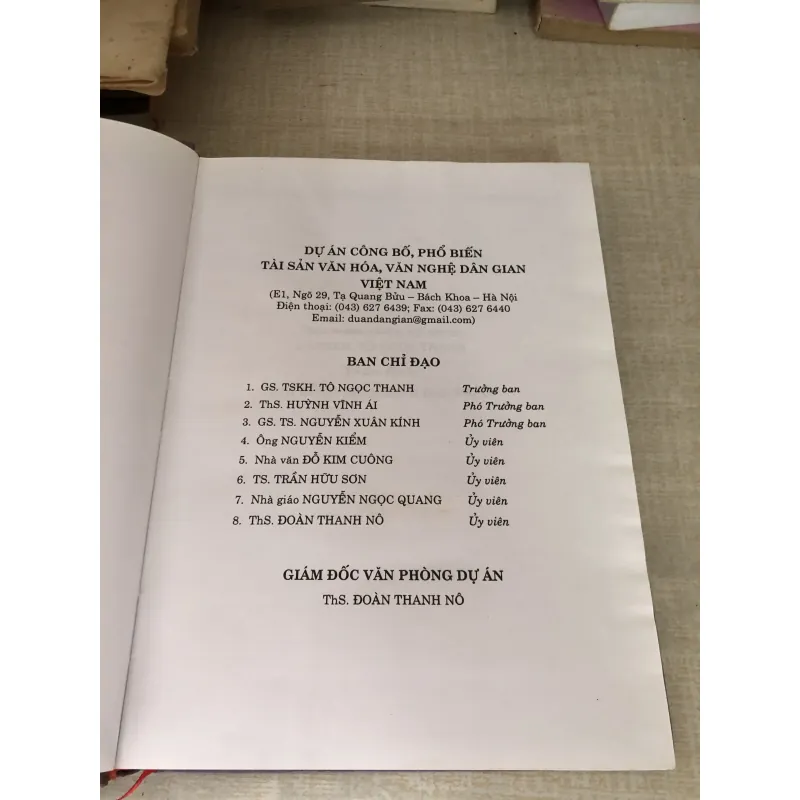 DỰ ÁN CÔNG BỐ, PHỔ BIẾN
TÀI SẢN VĂN HÓA, VĂN NGHỆ DÂN GIAN
VIỆT NAM
(E1, Ngõ 29, Tạ Quang Bửu – Bách Khoa – Hà Nội
Điện thoại: (043) 627 6439; Fax: (043) 627 6440
Email: duandangian@gmail.com)
BAN CHỈ ĐẠO
1. GS. TSKH. TÔ NGỌC THANH Trưởng ban
2. ThS. HUỲNH VĨNH ÁI Phó Trưởng ban
3. GS. TS. NGUYỄN XUÂN KÍNH Phó Trưởng ban
4. Ông NGUYỄN KIỂM Ủy viên
5. Nhà văn ĐỖ KIM CUÔNG Ủy viên
6. TS. TRẦN HỮU SƠN Ủy viên
7. Nhà giáo NGUYỄN NGỌC QUANG Ủy viên
8. ThS. ĐOÀN THANH NÔ Ủy viên
GIÁM ĐỐC VĂN PHÒNG DỰ ÁN
ThS. ĐOÀN THANH NÔ